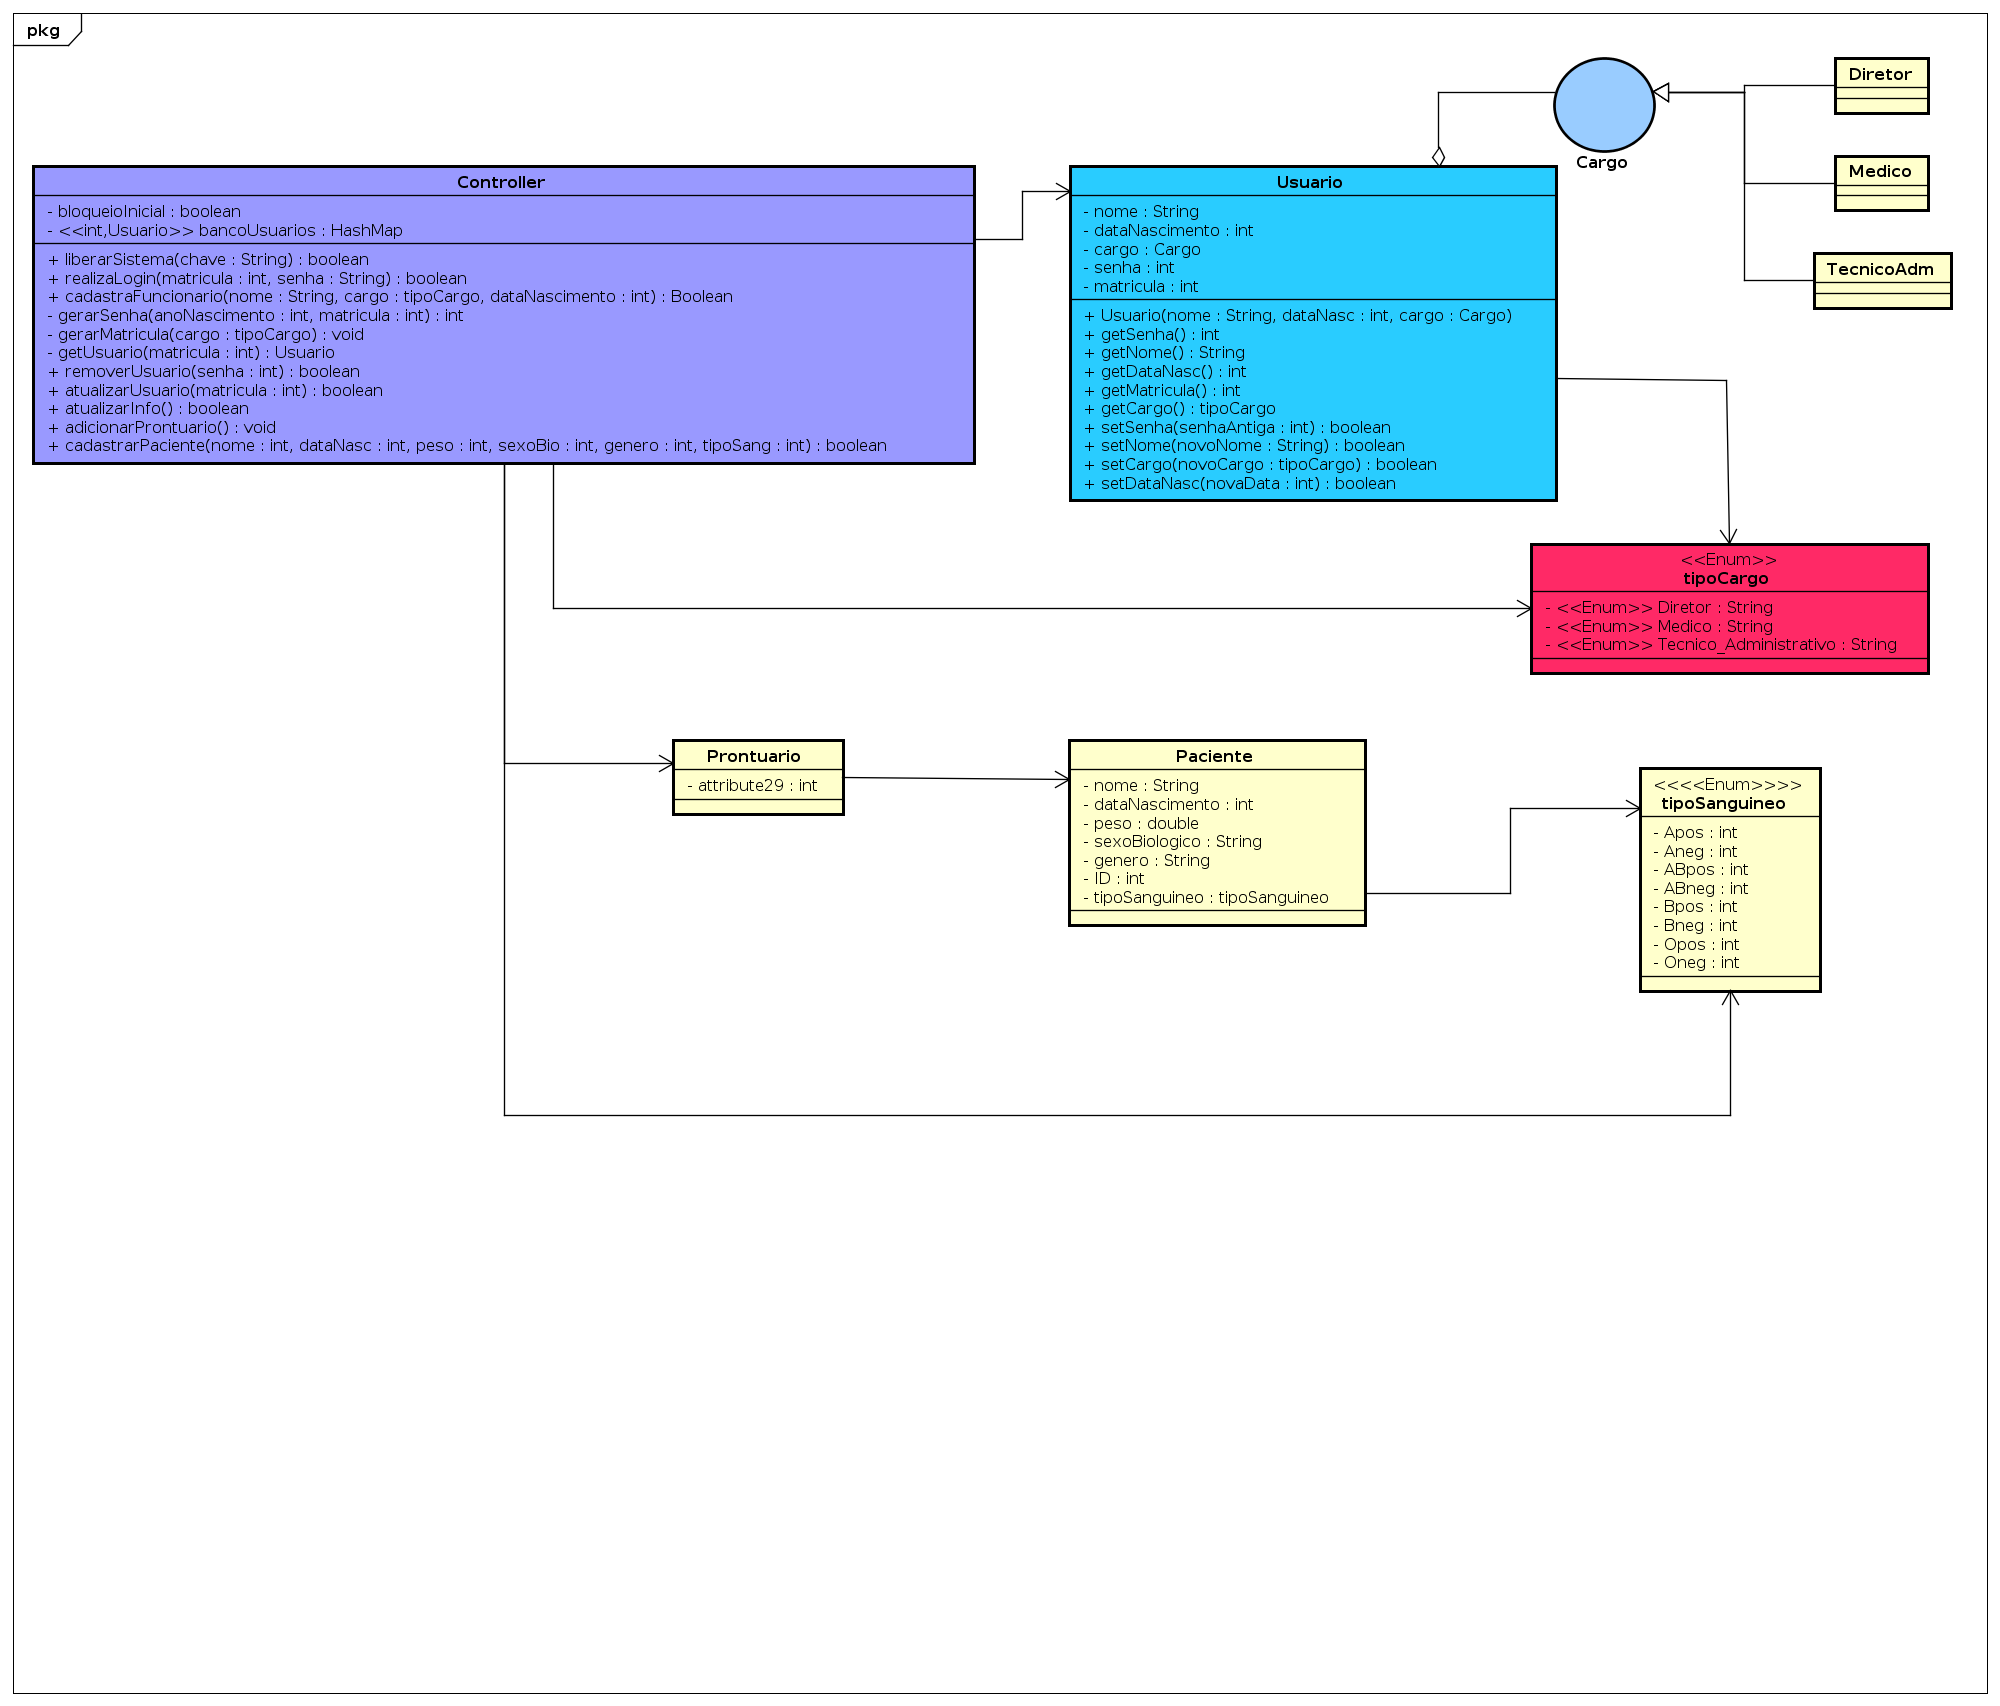 pkg
Controller
- bloqueioInicial : boolean
- <<int,Usuario>> bancoUsuarios : HashMap
+ liberarSistema(chave : String) : boolean
+ realizaLogin(matricula : int, senha : String) : boolean
+ cadastraFuncionario(nome : String, cargo : tipoCargo, dataNascimento : int) : Boolean
- gerarSenha(anoNascimento : int, matricula : int) : int
- gerarMatricula(cargo : tipoCargo) : void
- getUsuario(matricula : int) : Usuario
+ removerUsuario(senha : int) : boolean
+ atualizarUsuario(matricula : int) : boolean
+ atualizarInfo() : boolean
+ adicionarProntuario() : void
+ cadastrarPaciente(nome : int, dataNasc : int, peso : int, sexoBio : int, genero : int, tipoSang : int) : boolean
Usuario
- nome : String
- dataNascimento : int
- cargo : Cargo
- senha : int
- matricula : int
+ Usuario(nome : String, dataNasc : int, cargo : Cargo)
+ getSenha() : int
+ getNome() : String
+ getDataNasc() : int
+ getMatricula() : int
+ getCargo() : tipoCargo
+ setSenha(senhaAntiga : int) : boolean
+ setNome(novoNome : String) : boolean
+ setCargo(novoCargo : tipoCargo) : boolean
+ setDataNasc(novaData : int) : boolean
Cargo
Diretor
Medico
TecnicoAdm
<<Enum>>
tipoCargo
- <<Enum>> Diretor : String
- <<Enum>> Medico : String
- <<Enum>> Tecnico_Administrativo : String
Prontuario
- attribute29 : int
Paciente
- nome : String
- dataNascimento : int
- peso : double
- sexoBiologico : String
- genero : String
- ID : int
- tipoSanguineo : tipoSanguineo
<<<<Enum>>>>
tipoSanguineo
- Apos : int
- Aneg : int
- ABpos : int
- ABneg : int
- Bpos : int
- Bneg : int
- Opos : int
- Oneg : int